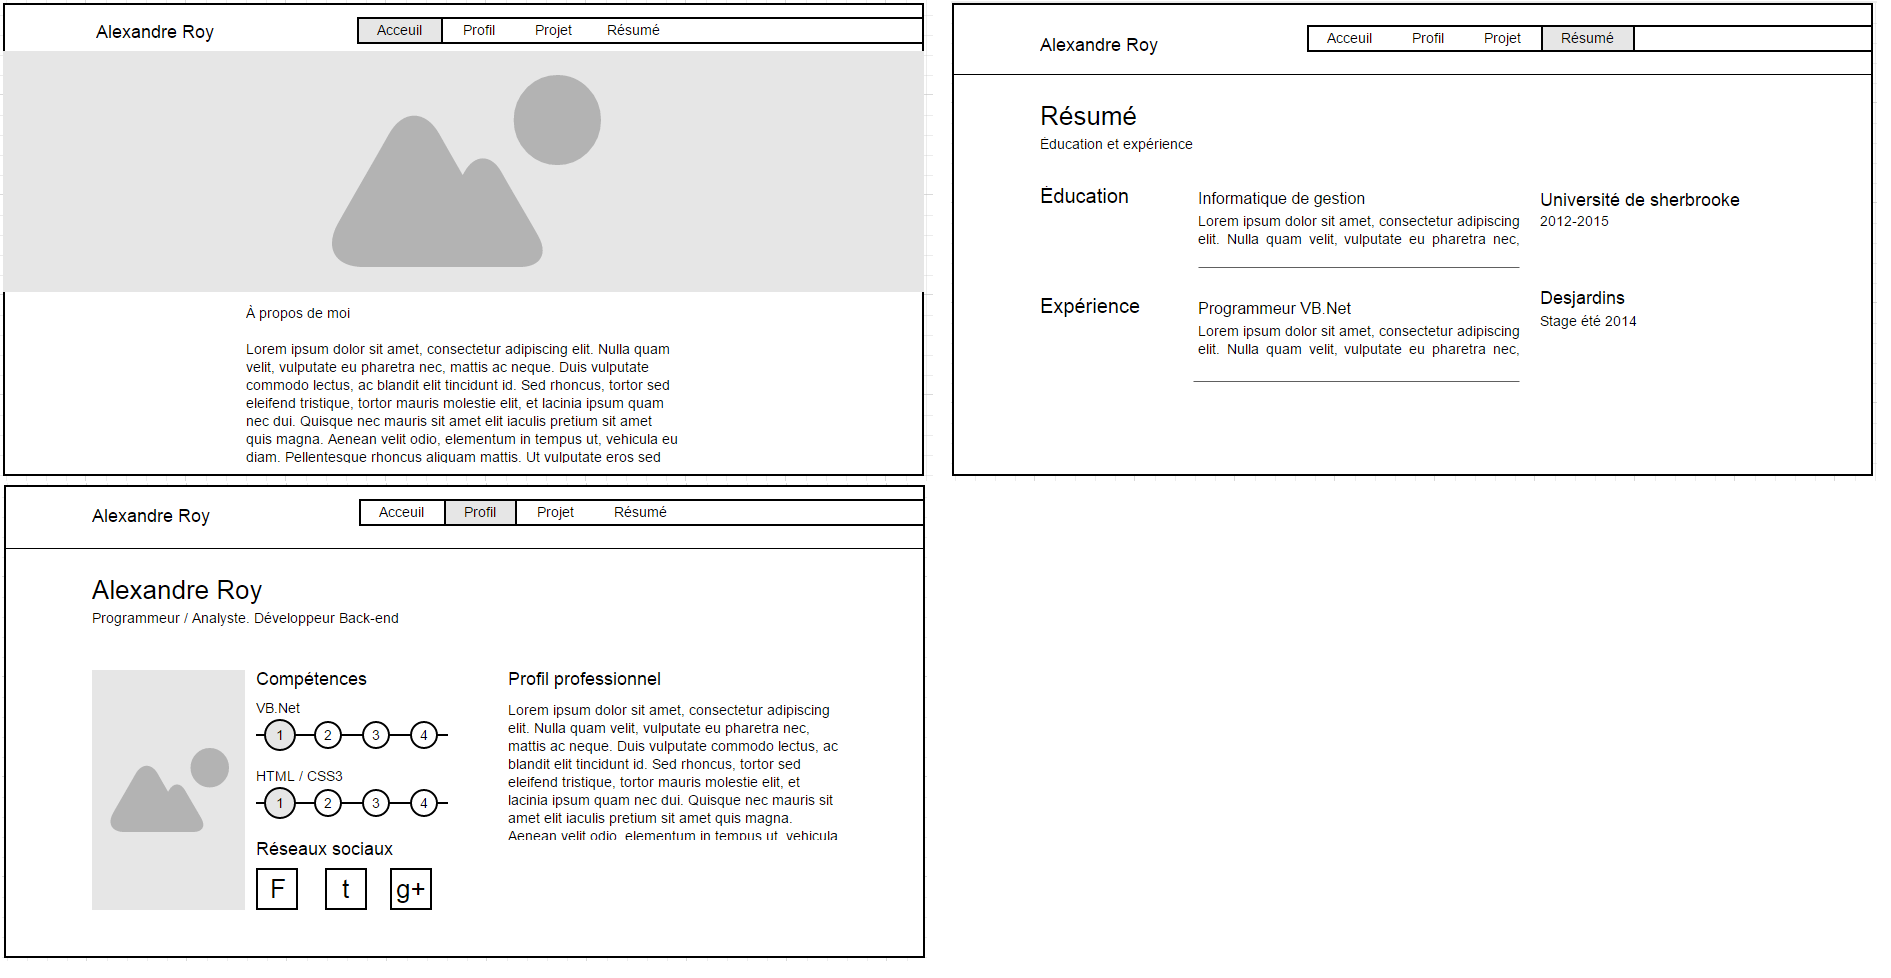 Alexandre Roy
Acceuil Profil Projet Résumé
À propos de moi
Lorem ipsum dolor sit amet, consectetur adipiscing elit. Nulla quam
velit, vulputate eu pharetra nec, mattis ac neque. Duis vulputate
commodo lectus, ac blandit elit tincidunt id. Sed rhoncus, tortor sed
eleifend tristique, tortor mauris molestie elit, et lacinia ipsum quam
nec dui. Quisque nec mauris sit amet elit iaculis pretium sit amet
quis magna. Aenean velit odio, elementum in tempus ut, vehicula eu
diam. Pellentesque rhoncus aliquam mattis. Ut vulputate eros sed
Alexandre Roy
Acceuil Profil Projet Résumé
Résumé
Éducation et expérience
Éducation
Informatique de gestion
Lorem ipsum dolor sit amet, consectetur adipiscing
elit. Nulla quam velit, vulputate eu pharetra nec,
Université de sherbrooke
2012-2015
Expérience
Programmeur VB.Net
Lorem ipsum dolor sit amet, consectetur adipiscing
elit. Nulla quam velit, vulputate eu pharetra nec,
Desjardins
Stage été 2014
Alexandre Roy
Acceuil Profil Projet Résumé
Alexandre Roy
Programmeur / Analyste. Développeur Back-end
Compétences
VB.Net
1 2 3 4
HTML / CSS3
1 2 3 4
Réseaux sociaux
F t g+
Profil professionnel
Lorem ipsum dolor sit amet, consectetur adipiscing
elit. Nulla quam velit, vulputate eu pharetra nec,
mattis ac neque. Duis vulputate commodo lectus, ac
blandit elit tincidunt id. Sed rhoncus, tortor sed
eleifend tristique, tortor mauris molestie elit, et
lacinia ipsum quam nec dui. Quisque nec mauris sit
amet elit iaculis pretium sit amet quis magna.
Aenean velit odio, elementum in tempus ut, vehicula